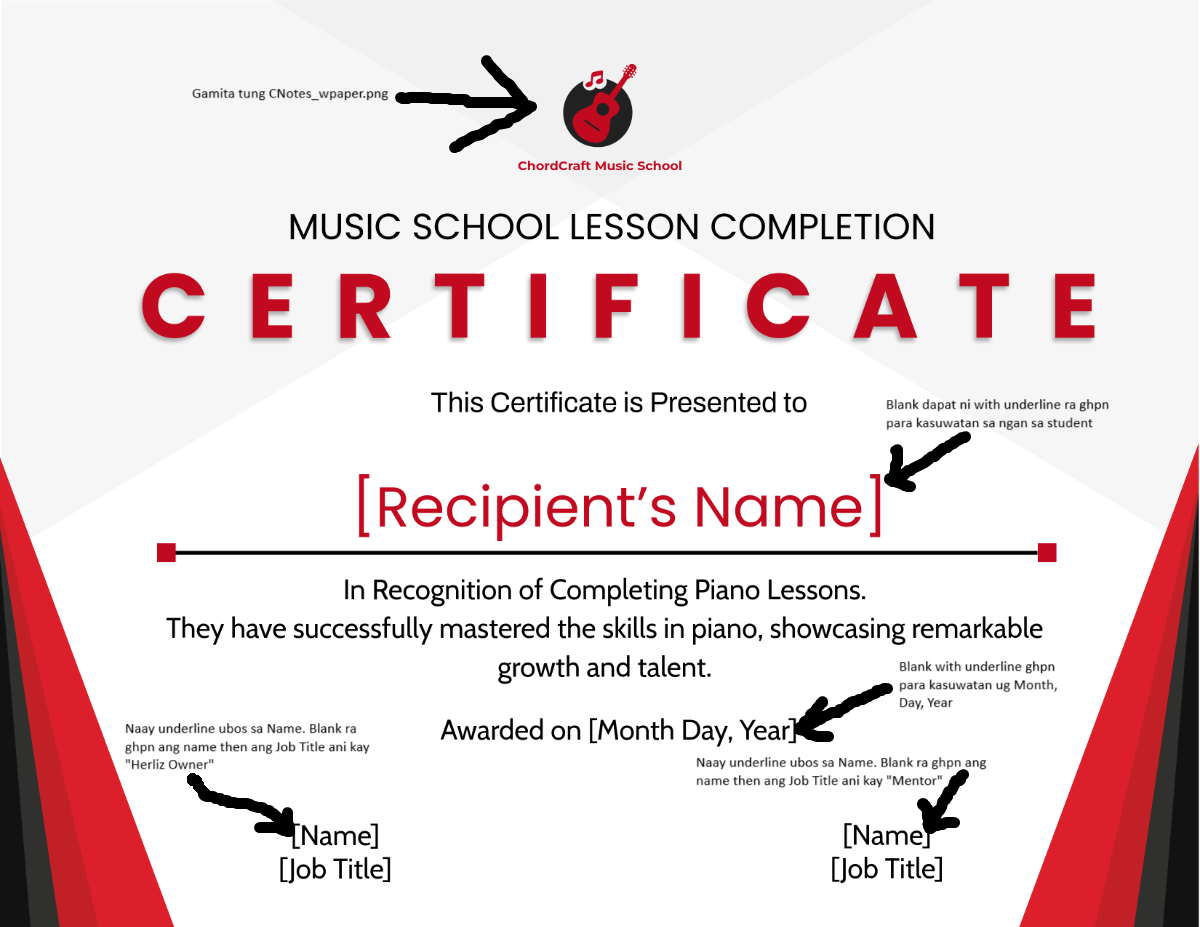 Gamita tung CNotes_wpaper.png
ChordCraft Music School
MUSIC SCHOOL LESSON COMPLETION
CERTIFICATE
This Certificate is Presented to
Blank dapat ni with underline ra ghpn
para kasuwatan sa ngan sa student
[Recipient’s Name]
In Recognition of Completing Piano Lessons.
They have successfully mastered the skills in piano, showcasing remarkable
growth and talent.
Blank with underline ghpn
para kasuwatan ug Month,
Day, Year
Awarded on [Month Day, Year]
Naay underline ubos sa Name. Blank ra
ghpn ang name then ang Job Title ani kay
"Herliz Owner"
Naay underline ubos sa Name. Blank ra ghpn ang
name then ang Job Title ani kay "Mentor"
[Name]
[Job Title]
[Name]
[Job Title]